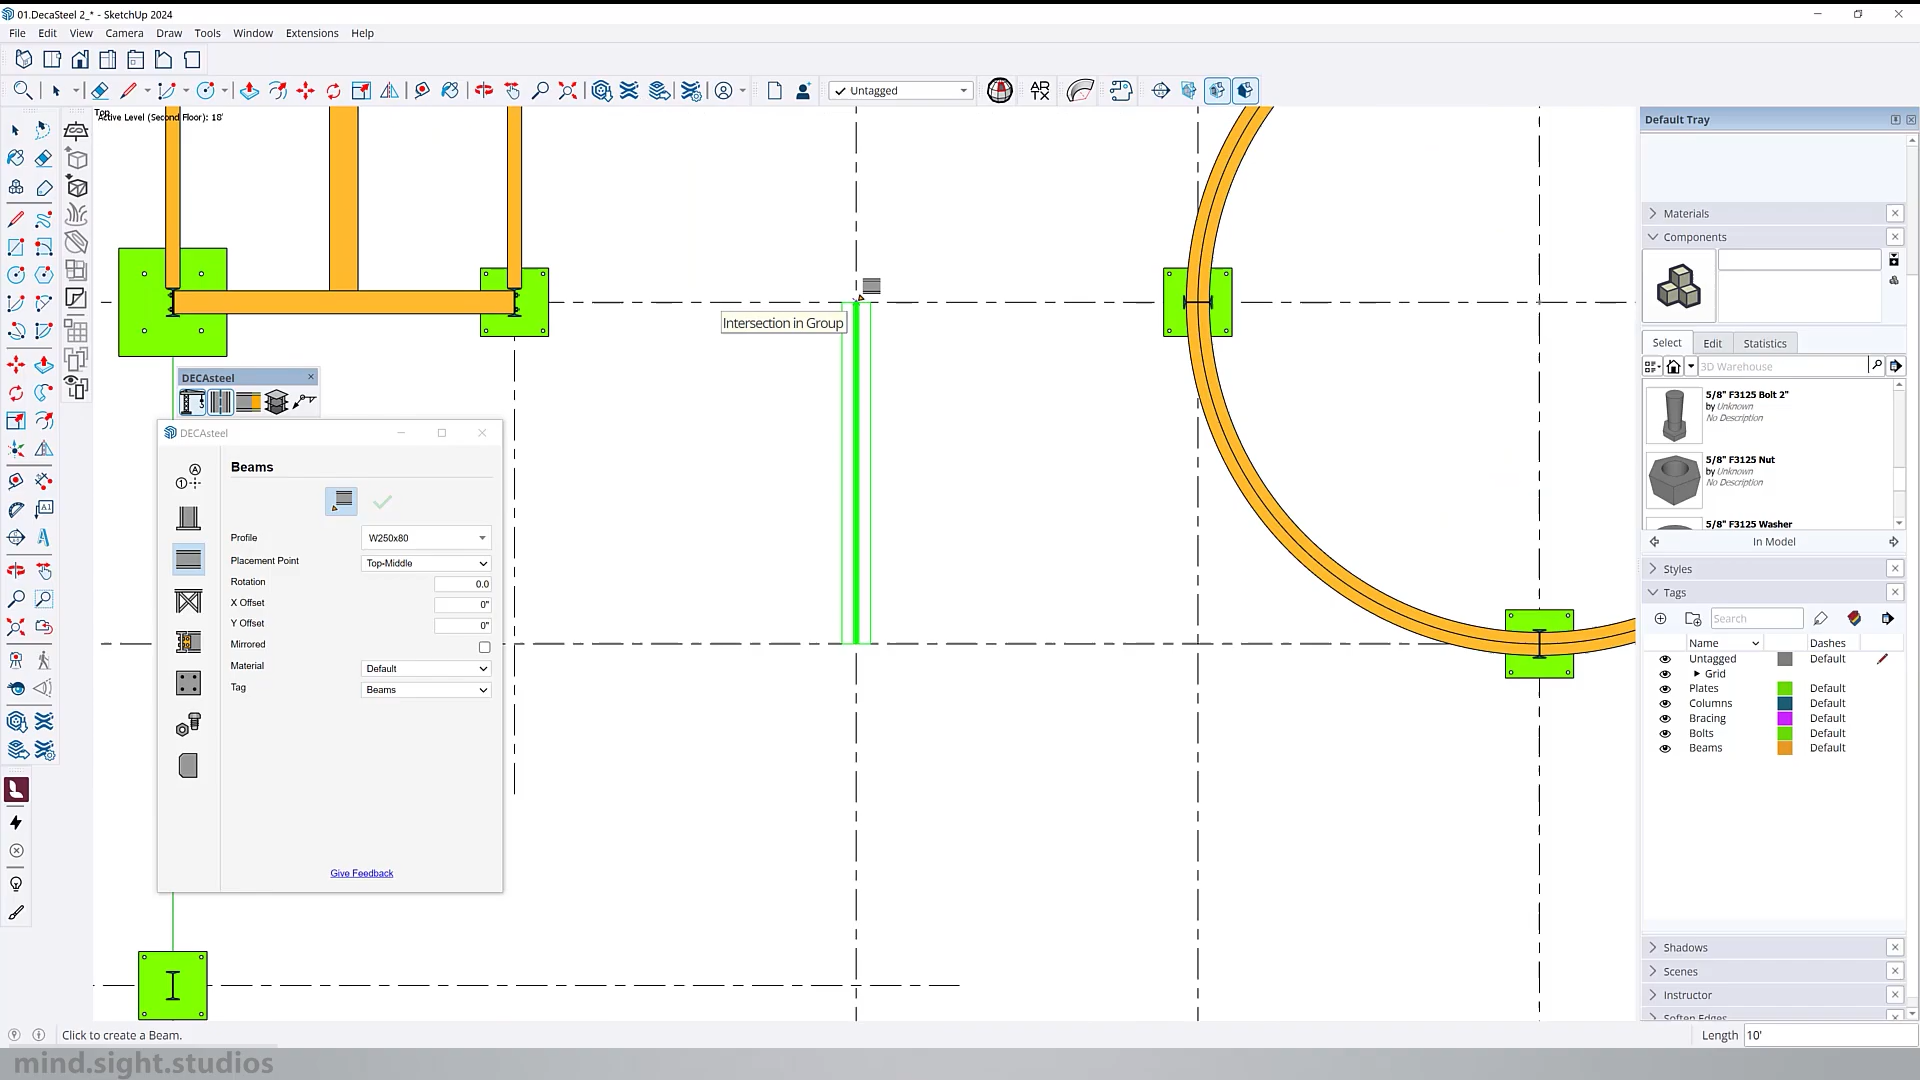 01.DecaSteel 2_* - SketchUp 2024
File Edit View Camera Draw Tools Window Extensions Help
Untagged
AR
TX
Top
Active Level (Second Floor): 18'
Intersection in Group
DECAsteel
DECAsteel
Beams
Profile W250x80
Placement Point Top-Middle
Rotation 0.0
X Offset 0"
Y Offset 0"
Mirrored
Material Default
Tag Beams
Give Feedback
Default Tray
Materials
Components
Select Edit Statistics
3D Warehouse
5/8" F3125 Bolt 2"
by Unknown
No Description
5/8" F3125 Nut
by Unknown
No Description
5/8" F3125 Washer
In Model
Styles
Tags
Search
Name Dashes
Untagged Default
Grid
Plates Default
Columns Default
Bracing Default
Bolts Default
Beams Default
Shadows
Scenes
Instructor
Soften Edges
Click to create a Beam.
Length 10'
mind.sight.studios